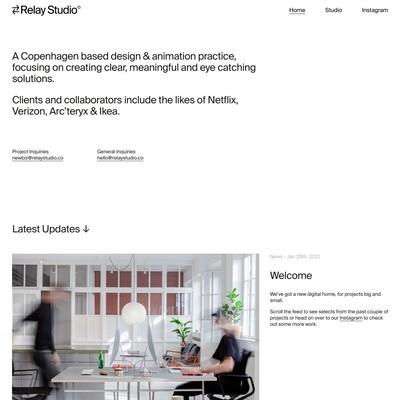 ⇄ Relay Studio®
Home Studio Instagram
A Copenhagen based design & animation practice,
focusing on creating clear, meaningful and eye catching
solutions.
Clients and collaborators include the likes of Netflix,
Verizon, Arc'teryx & Ikea.
Project Inquiries
newbiz@relaystudio.co
General Inquiries
hello@relaystudio.co
Latest Updates ↓
News – Jan 29th, 2021
Welcome
We've got a new digital home, for projects big and
small.
Scroll the feed to see selects from the past couple of
projects or head on over to our Instagram to check
out some more work.